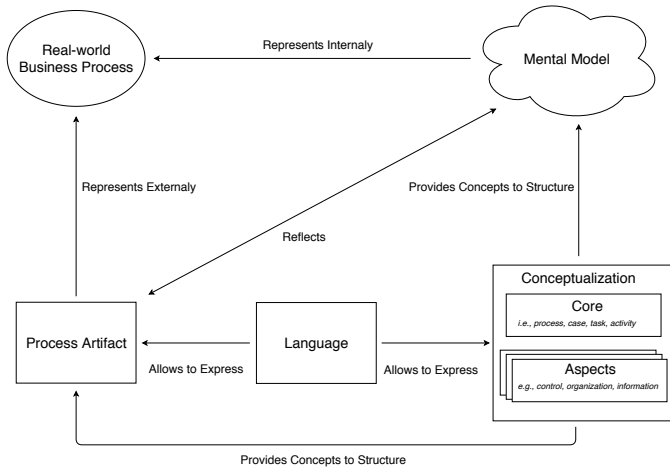 Real-world
Business Process
Represents Internaly
Mental Model
Represents Externaly
Provides Concepts to Structure
Reflects
Conceptualization
Core
i.e., process, case, task, activity
Process Artifact
Language
Allows to Express
Allows to Express
Aspects
e.g., control, organization, information
Provides Concepts to Structure